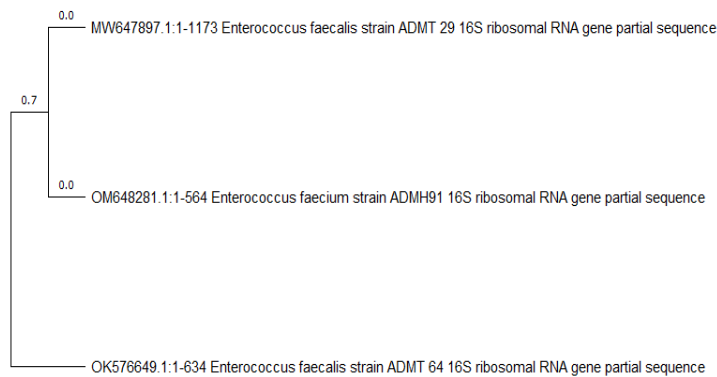 0.0
MW647897.1:1-1173 Enterococcus faecalis strain ADMT 29 16S ribosomal RNA gene partial sequence
0.7
0.0
OM648281.1:1-564 Enterococcus faecium strain ADMH91 16S ribosomal RNA gene partial sequence
OK576649.1:1-634 Enterococcus faecalis strain ADMT 64 16S ribosomal RNA gene partial sequence